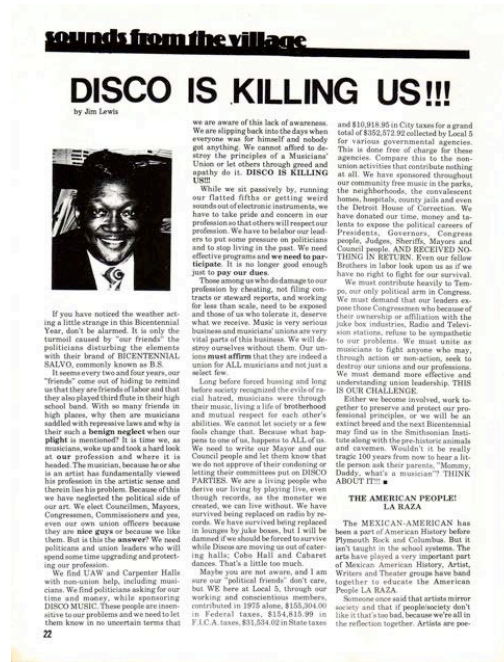 sounds from the village
DISCO IS KILLING US!!!
by Jim Lewis
If you have noticed the weather act-
ing a little strange in this Bicentennial
Year, don't be alarmed. It is only the
turmoil caused by "our friends" the
politicians disturbing the elements
with their brand of BICENTENNIAL
SALVO, commonly known as B.S.
It seems every two and four years, our
"friends" come out of hiding to remind
us that they are friends of labor and that
they also played third flute in their high
school band. With so many friends in
high places, why then are musicians
saddled with repressive laws and why is
their such a benign neglect when our
plight is mentioned? It is time we, as
musicians, woke up and took a hard look
at our profession and where it is
headed. The musician, because he or she
is an artist has fundamentally viewed
his profession in the artistic sense and
therein lies his problem. Because of this
we have neglected the political side of
our art. We elect Councilmen, Mayors,
Congressmen, Commissioners and yes,
even our own union officers because
they are nice guys or because we like
them. But is this the answer? We need
politicans and union leaders who will
spend some time upgrading and protect-
ing our profession.
We find UAW and Carpenter Halls
with non-union help, including musi-
cians. We find politicians asking for our
time and money, while sponsoring
DISCO MUSIC. These people are insen-
sitive to our problems and we need to let
them know in no uncertain terms that
22
we are aware of this lack of awareness.
We are slipping back into the days when
everyone was for himself and nobody
got anything. We cannot afford to de-
stroy the principles of a Musicians'
Union or let others through greed and
apathy do it. DISCO IS KILLING
US!!!
While we sit passively by, running
our flatted fifths or getting weird
sounds out of electronic instruments, we
have to take pride and concern in our
profession so that others will respect our
profession. We have to belabor our lead-
ers to put some pressure on politicians
and to stop living in the past. We need
effective programs and we need to par-
ticipate. It is no longer good enough
just to pay our dues.
Those among us who do damage to our
profession by cheating, not filing con-
tracts or steward reports, and working
for less than scale, need to be exposed
and those of us who tolerate it, deserve
what we receive. Music is very serious
business and musicians' unions are very
vital parts of this business. We will de-
stroy ourselves without them. Our un-
ions must affirm that they are indeed a
union for ALL musicians and not just a
select few.
Long before forced bussing and long
before society recognized the evils of ra-
cial hatred, musicians were through
their music, living a life of brotherhood
and mutual respect for each other's
abilities. We cannot let society or a few
fools change that. Because what hap-
pens to one of us, happens to ALL of us.
We need to write our Mayor and our
Council people and let them know that
we do not approve of their condoning or
letting their committees put on DISCO
PARTIES. We are a living people who
derive our living by playing live, even
though records, as the monster we
created, we can live without. We have
survived being replaced on radio by re-
cords. We have survived being replaced
in lounges by juke boxes, but I will be
damned if we should be forced to survive
while Discos are moving us out of cater-
ing halls; Cobo Hall and Cabaret
dances. That's a little too much.
Maybe you are not aware, and I am
sure our "political friends" don't care,
but WE here at Local 5, through our
working and conscientious members,
contributed in 1975 alone, $155,304.00
in Federal taxes, $154,815.99 in
F.I.C.A. taxes, $31,534.02 in State taxes
and $10,918.95 in City taxes for a grand
total of $352,572.92 collected by Local 5
for various governmental agencies.
This is done free of charge for these
agencies. Compare this to the non-
union activities that contribute nothing
at all. We have sponsored throughout
our community free music in the parks,
the neighborhoods, the convalescent
homes, hospitals, county jails and even
the Detroit House of Correction. We
have donated our time, money and ta-
lents to expose the political careers of
Presidents, Governors, Congress
people, Judges, Sheriffs, Mayors and
Council people. AND RECEIVED NO-
THING IN RETURN. Even our fellow
Brothers in labor look upon us as if we
have no right to fight for our survival.
We must contribute heavily to Tem-
po, our only political arm in Congress.
We must demand that our leaders ex-
pose those Congressmen who because of
their ownership or affiliation with the
juke box industries, Radio and Televi-
sion stations, refuse to be sympathetic
to our problems. We must unite as
musicians to fight anyone who may,
through action or non-action, seek to
destroy our unions and our professions.
We must demand more effective and
understanding union leadership. THIS
IS OUR CHALLENGE.
Either we become involved, work to-
gether to preserve and protect our pro-
fessional principles, or we will be an
extinct breed and the next Bicentennial
may find us in the Smithsonian Insti-
tute along with the pre-historic animals
and cavemen. Wouldn't it be really
tragic 100 years from now to hear a lit-
tle person ask their parents, "Mommy,
Daddy, what's a musician"? THINK
ABOUT IT!!!
THE AMERICAN PEOPLE!
LA RAZA
The MEXICAN-AMERICAN has
been a part of American History before
Plymouth Rock and Columbus. But it
isn't taught in the school systems. The
arts have played a very important part
of Mexican American History, Artist,
Writers and Theater groups have band
together to educate the American
People LA RAZA.
Someone once said that artists mirror
society and that if people/society don't
like it that's too bad, because we're all in
the reflection together. Artists are poe-